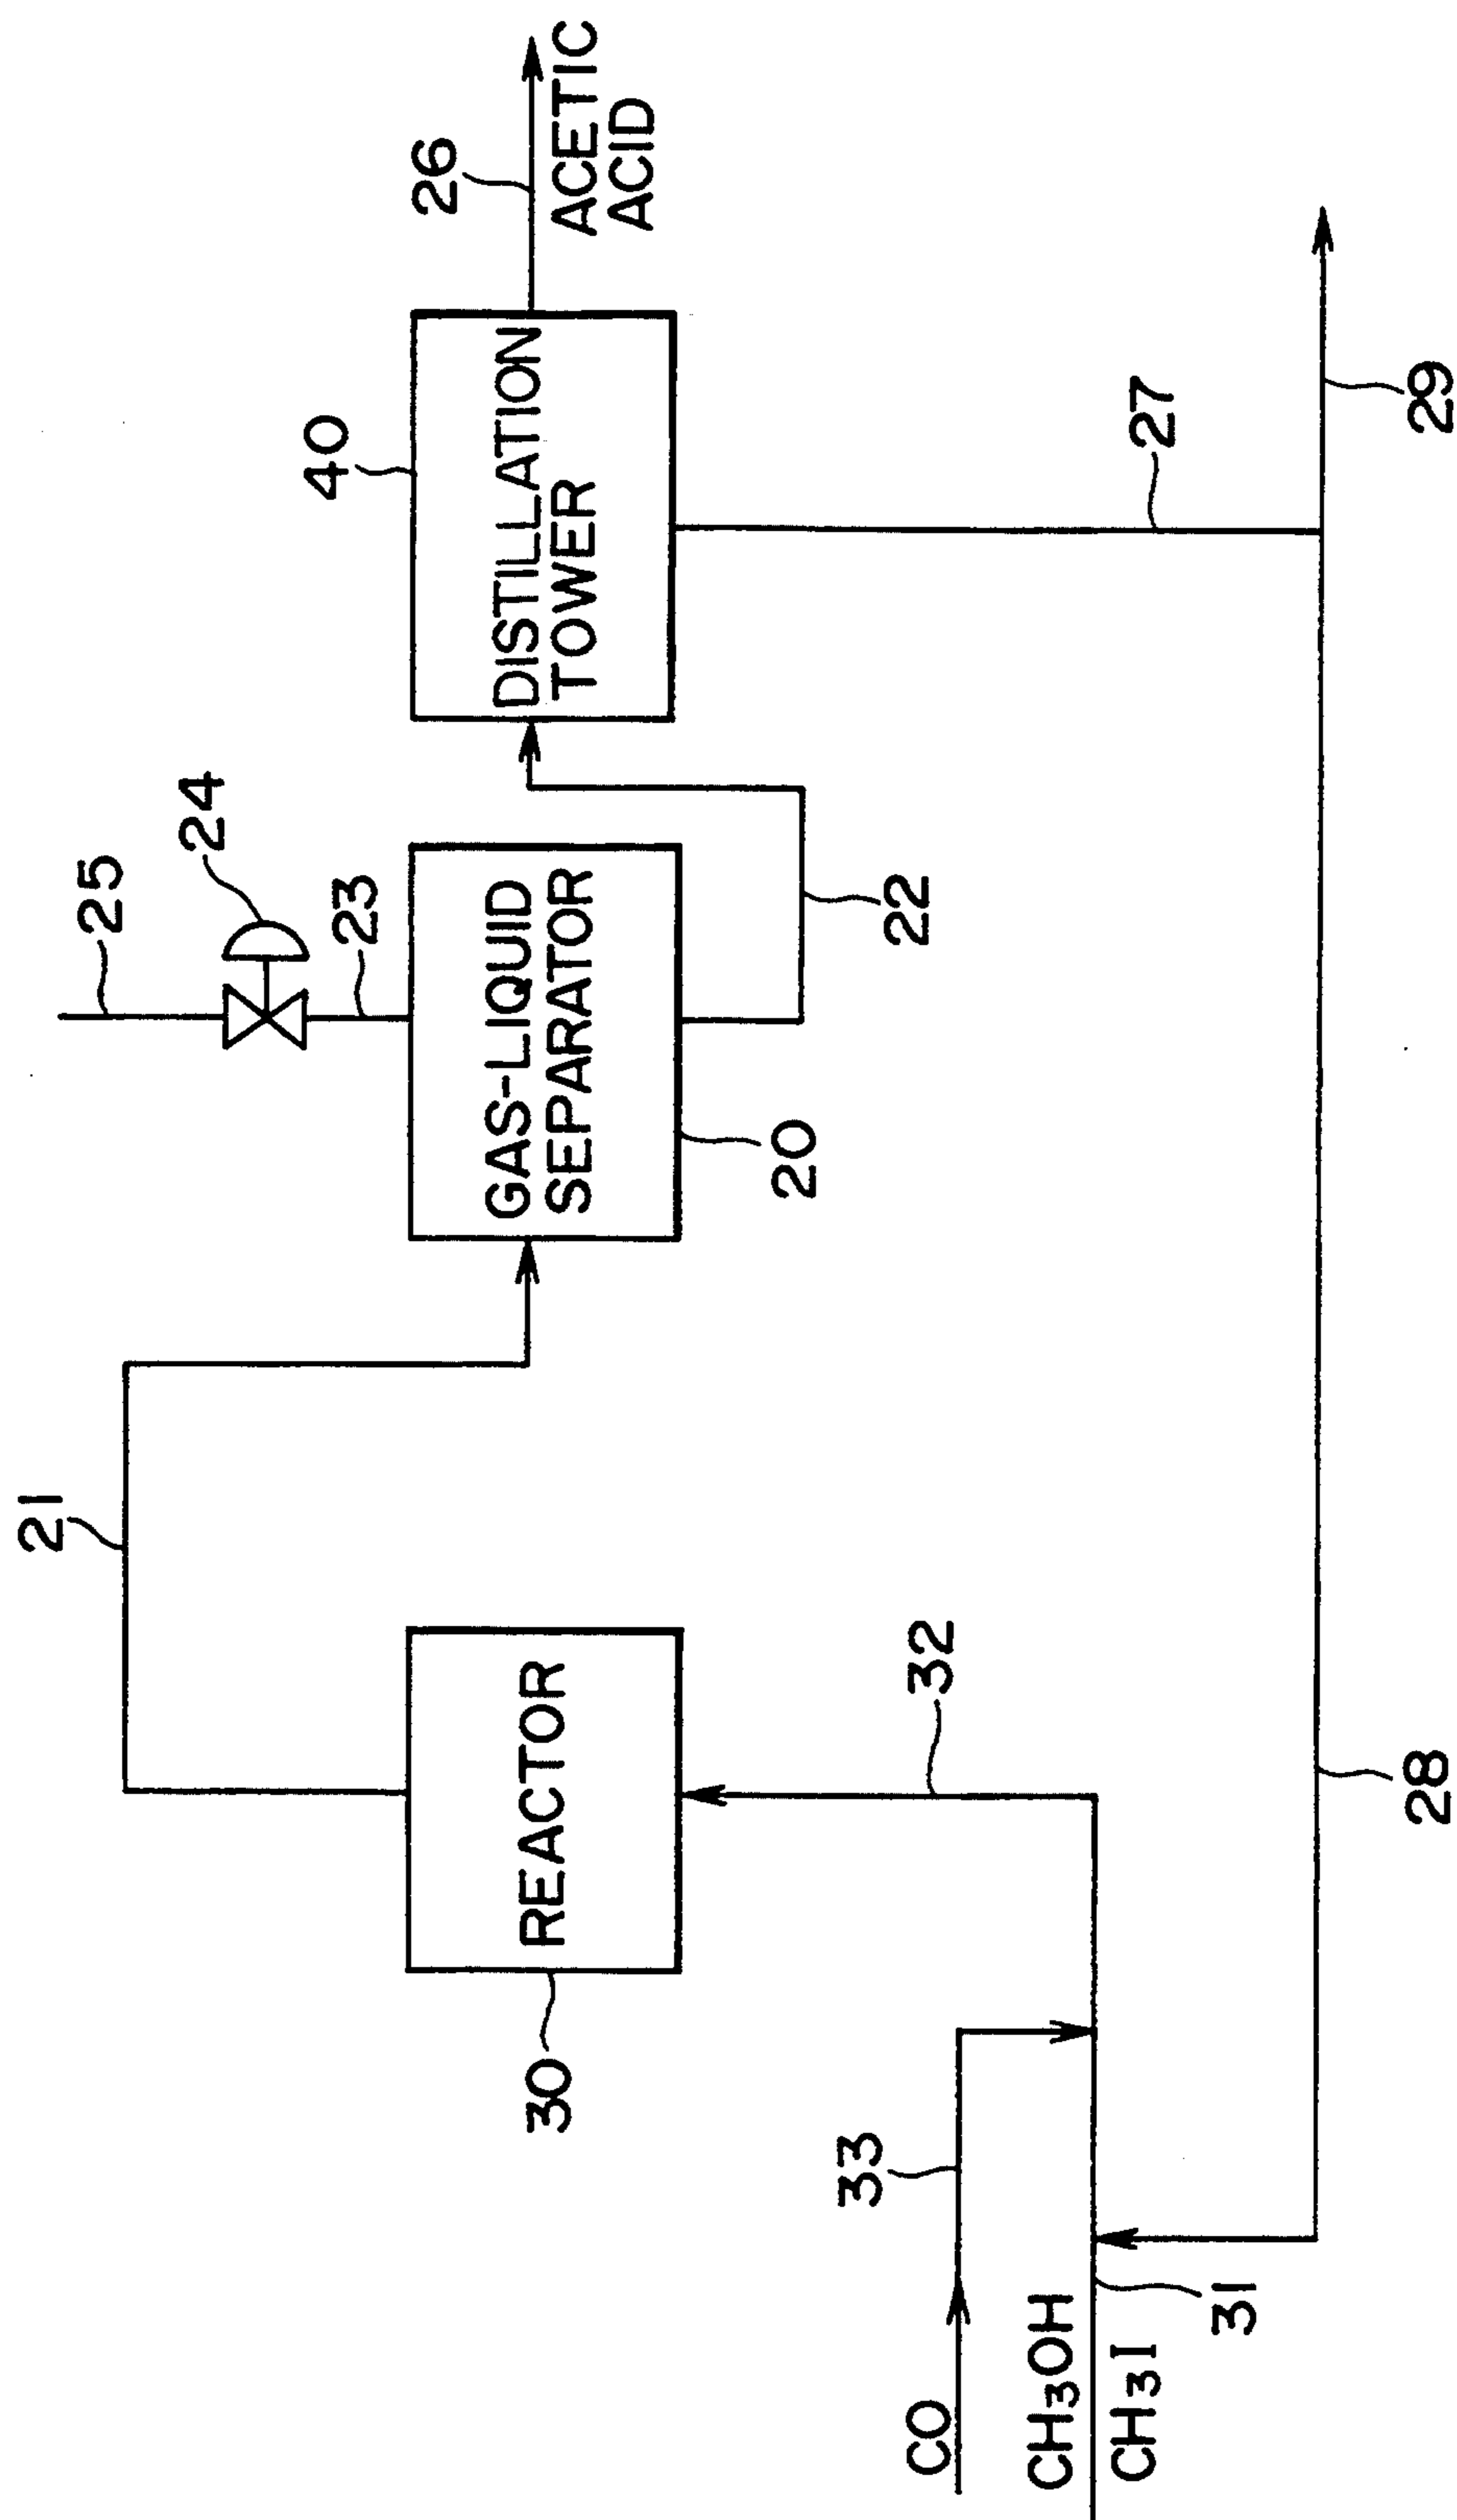 21
25
24
23
40
26
REACTOR
GAS-LIQUID
SEPARATOR
DISTILLATION
TOWER
ACETIC
ACID
30
20
22
33
32
27
CO
CH3OH
CH3I
31
28
29